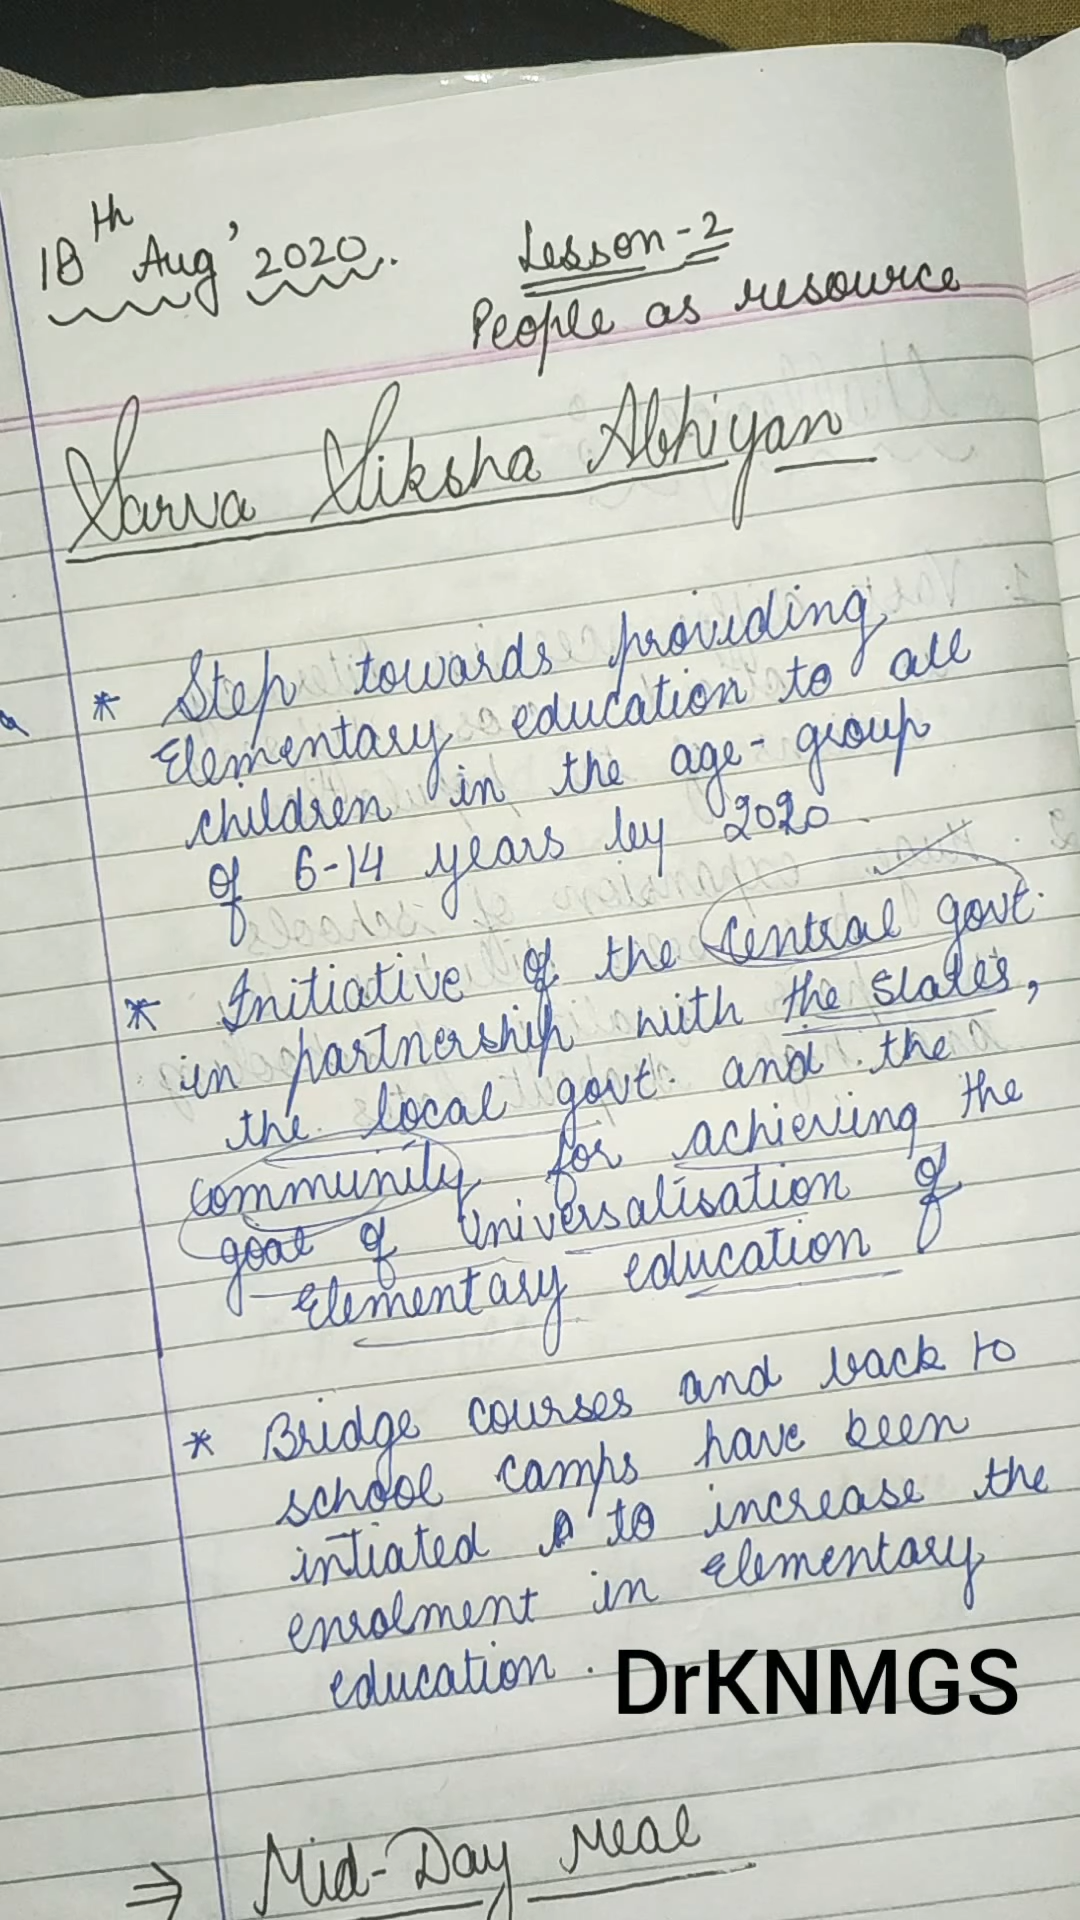 18th Aug' 2020.
Lesson-2
People as resource
Sarva Siksha Abhiyan
* Step towards providing
Elementary education to all
children in the age-group
of 6-14 years by 2020
* Initiative of the central govt.
in partnership with the states,
the local govt. and the
community for achieving the
goal of Universalisation of
Elementary education
* Bridge courses and back to
school camps have been
intiated to increase the
enrolment in Elementary
education.
DrKNMGS
⇒ Mid-Day Meal